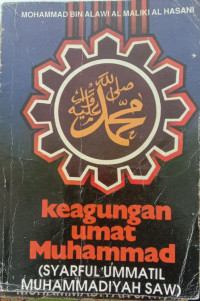 MOHAMMAD BIN ALAWI AL MALIKI AL HASANI
محمد صلى الله عليه وسلم
keagungan
umat
Muhammad
(SYARFUL'UMMATIL
MUHAMMADIYAH SAW)